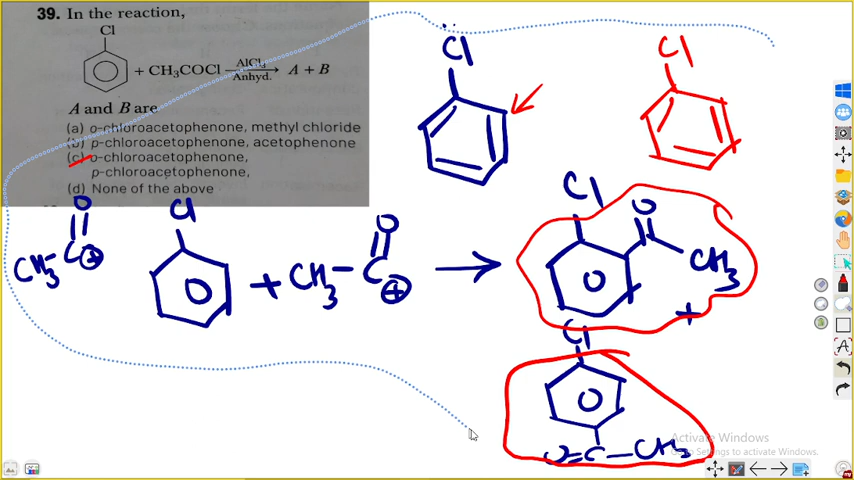 39. In the reaction,
Cl
+ CH3COCl AlCl3 Anhyd. A + B
A and B are
(a) o-chloroacetophenone, methyl chloride
(b) p-chloroacetophenone, acetophenone
(c) o-chloroacetophenone,
p-chloroacetophenone,
(d) None of the above
Cl
Cl
O
CH3-C
+
Cl
+ CH3-C
O
+
Cl
O
CH3
+
Cl
O=C-CH3
Activate Windows
Go to Settings to activate Windows.